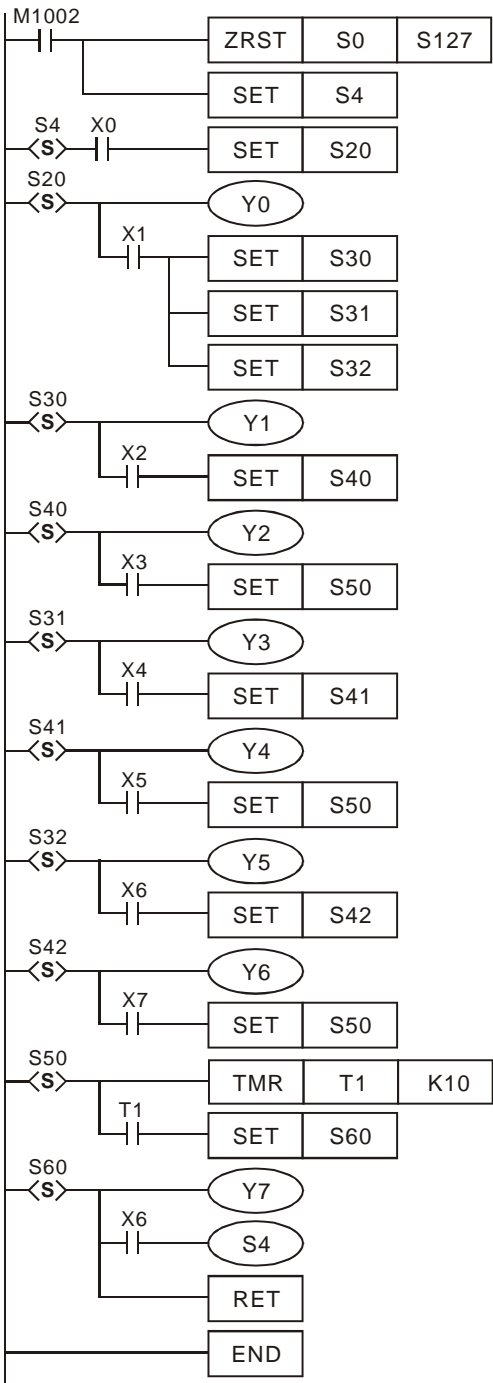 M1002
ZRST S0 S127
SET S4
S4 X0
S SET S20
S20
S Y0
X1
SET S30
SET S31
SET S32
S30
S Y1
X2
SET S40
S40
S Y2
X3
SET S50
S31
S Y3
X4
SET S41
S41
S Y4
X5
SET S50
S32
S Y5
X6
SET S42
S42
S Y6
X7
SET S50
S50
S TMR T1 K10
T1
SET S60
S60
S Y7
X6
S4
RET
END